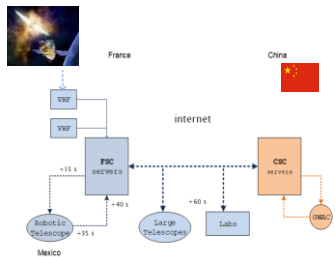 France
China
VHF
internet
VHF
FSC
servers
CSC
servers
+15 s
+40 s
+60 s
Robotic
Telescope
+35 s
Large
Telescopes
Labs
GWAC
Mexico